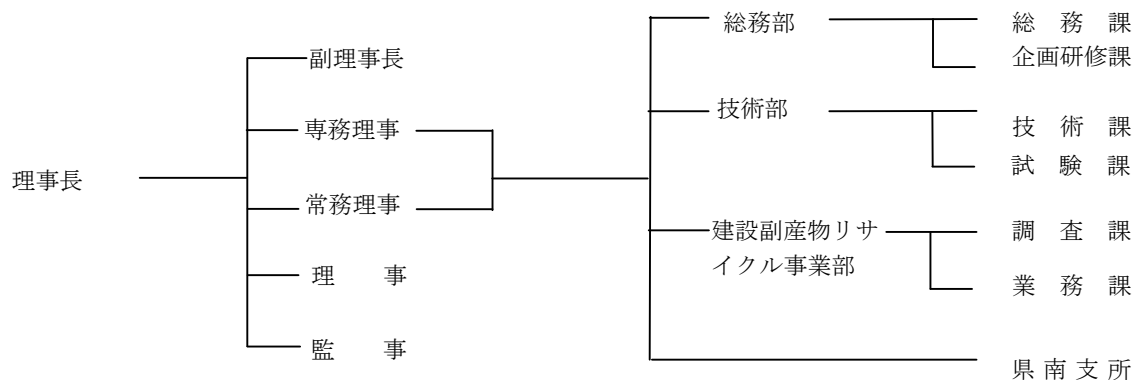 理事長
副理事長
専務理事
常務理事
理　　事
監　　事
総務部
総　務　課
企画研修課
技術部
技　術　課
試　験　課
建設副産物リサ
イクル事業部
調　査　課
業　務　課
県 南 支 所